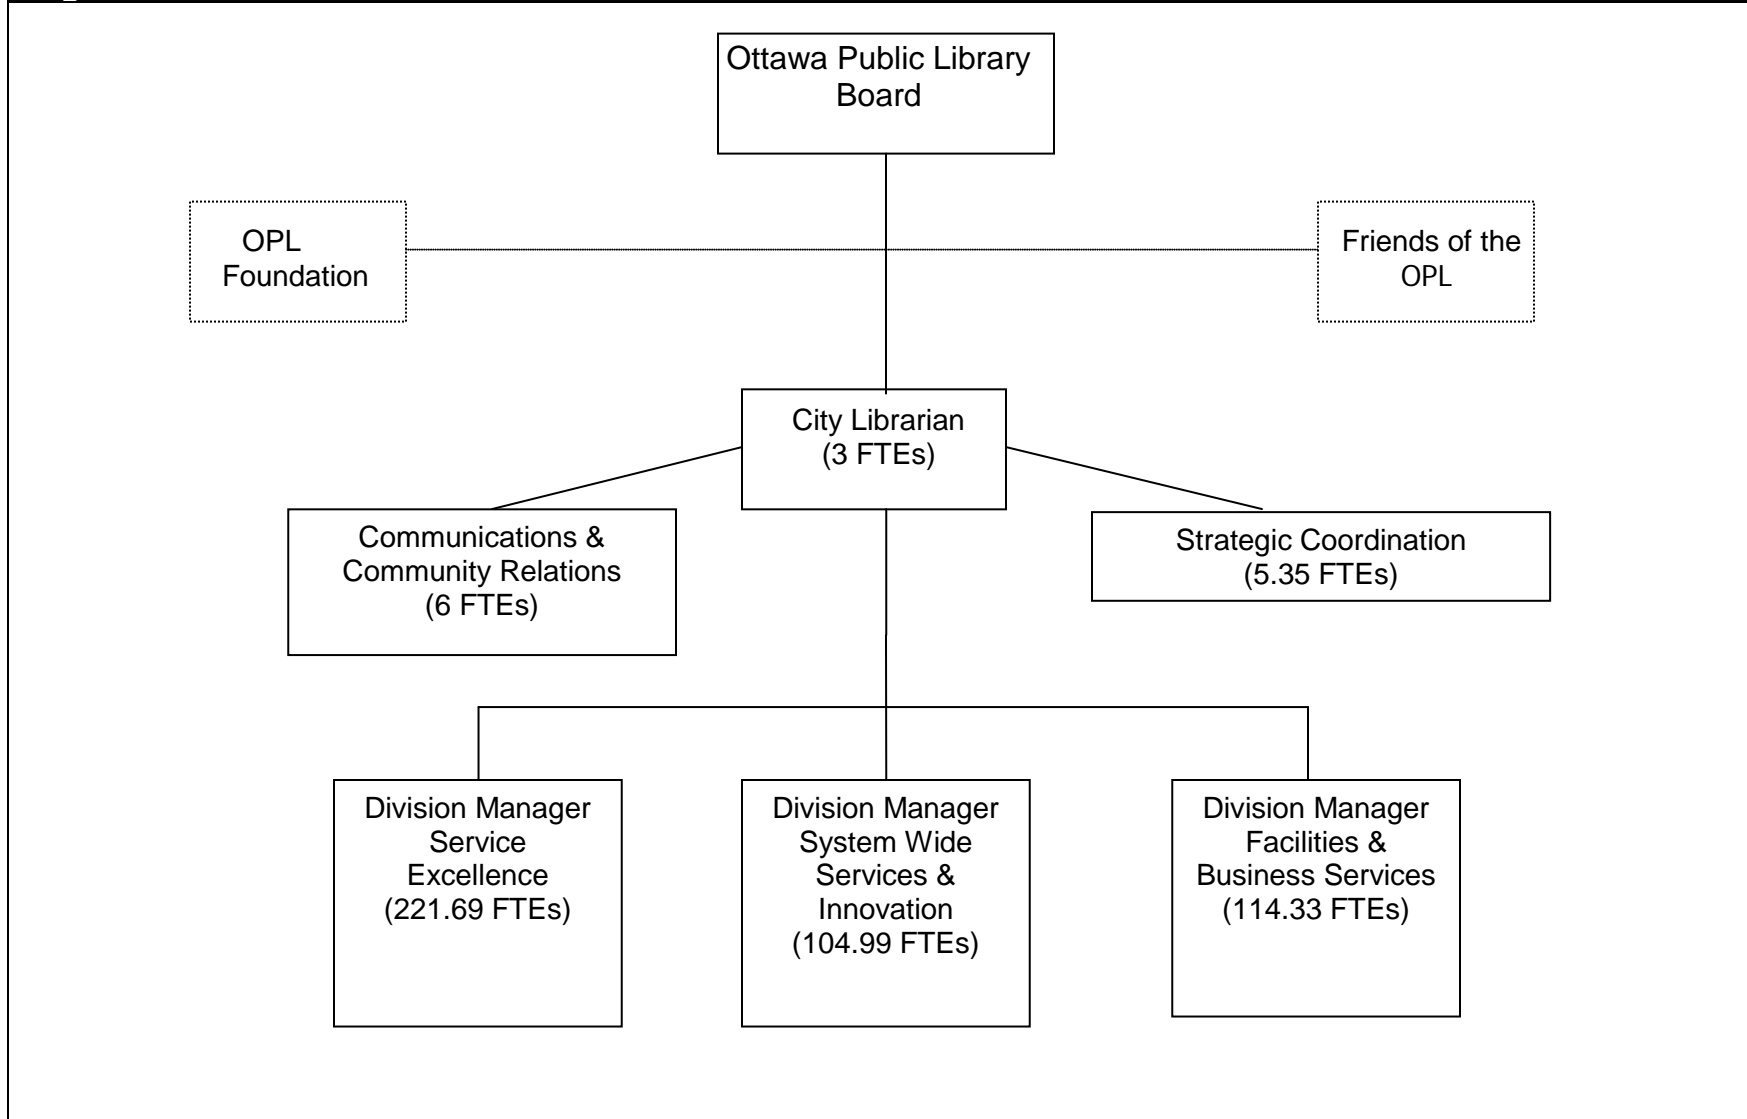 Ottawa Public Library
Board
OPL
Foundation
Friends of the
OPL
City Librarian
(3 FTEs)
Communications &
Community Relations
(6 FTEs)
Strategic Coordination
(5.35 FTEs)
Division Manager
Service
Excellence
(221.69 FTEs)
Division Manager
System Wide
Services &
Innovation
(104.99 FTEs)
Division Manager
Facilities &
Business Services
(114.33 FTEs)